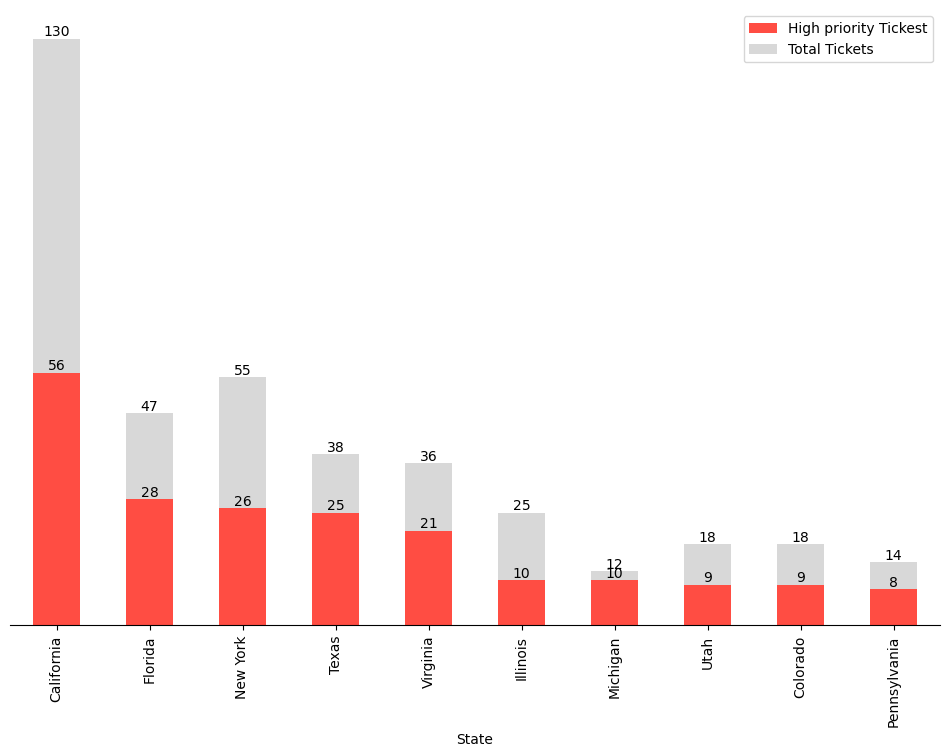 High priority Tickest
Total Tickets
130
56
47
28
55
26
38
25
36
21
25
10
12
10
18
9
18
9
14
8
California
Florida
New York
Texas
Virginia
Illinois
Michigan
Utah
Colorado
Pennsylvania
State